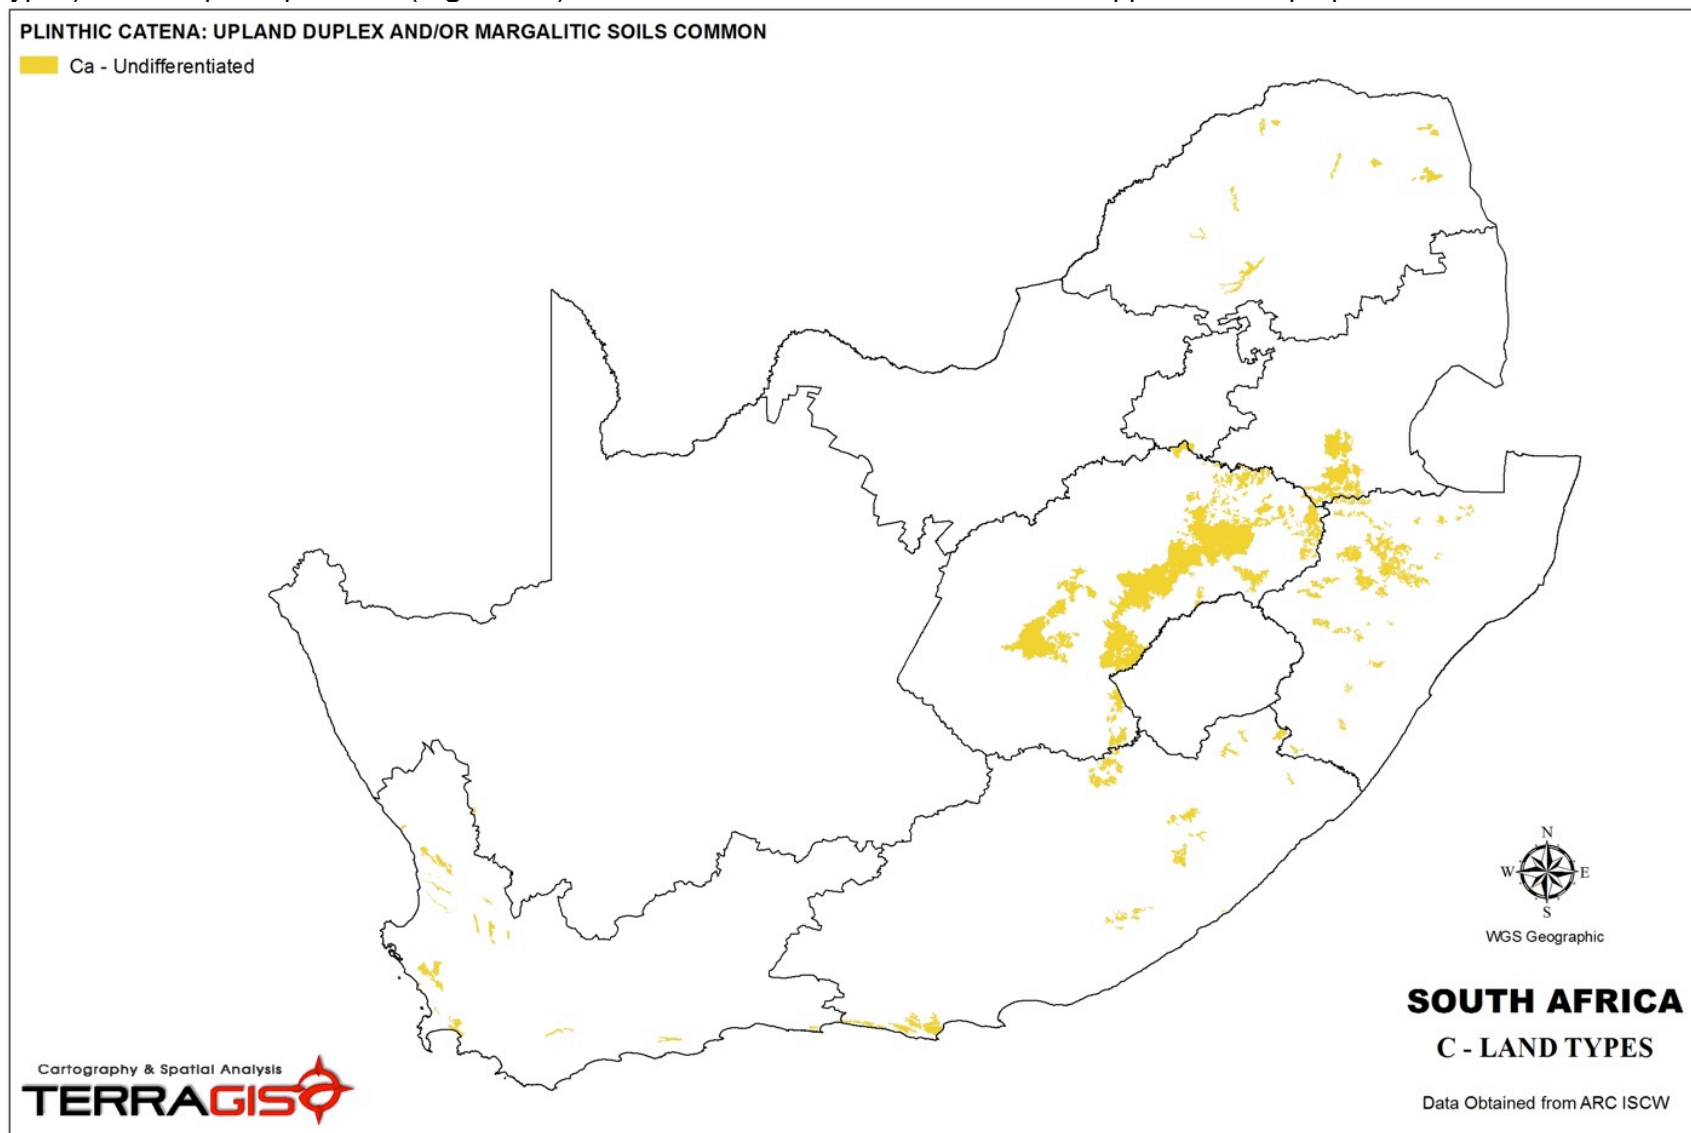 PLINTHIC CATENA: UPLAND DUPLEX AND/OR MARGALITIC SOILS COMMON
Ca - Undifferentiated
N
W E
S
WGS Geographic
SOUTH AFRICA
C - LAND TYPES
Data Obtained from ARC ISCW
Cartography & Spatial Analysis
TERRAGIS